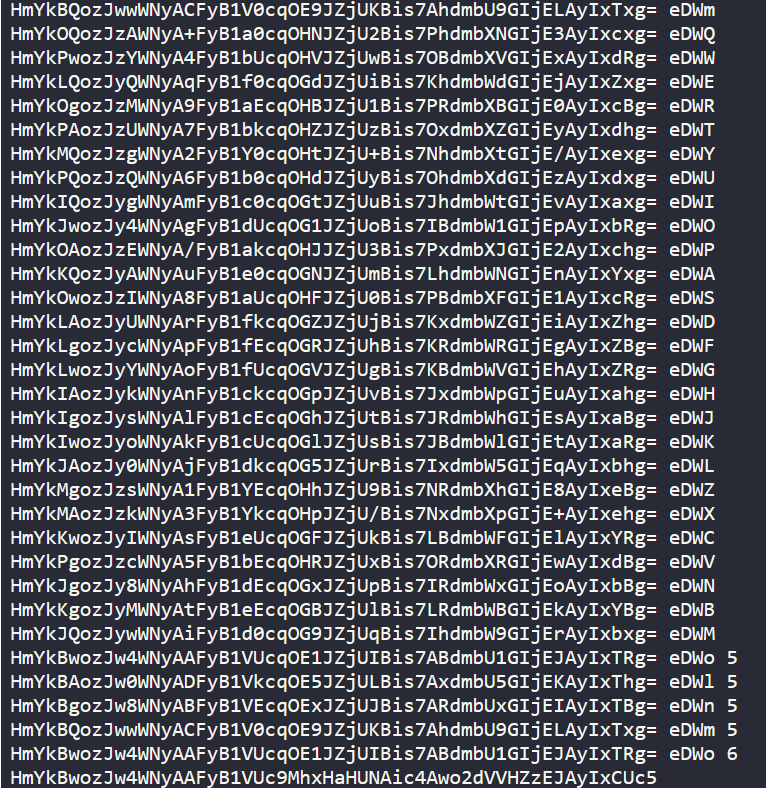 HmYkBQozJwwWNyACFyB1V0cqOE9JZjUKBis7AhdmbU9GIjELAyIxTxg= eDWm
HmYkOQozJzAWNyA+FyB1a0cqOHNJZjU2Bis7PhdmbXNGIjE3AyIxcxg= eDWQ
HmYkPwozJzYWNyA4FyB1bUcqOHVJZjUwBis7OBdmbXVGIjExAyIxdRg= eDWW
HmYkLQozJyQWNyAqFyB1f0cqOGdJZjUiBis7KhdmbWdGIjEjAyIxZxg= eDWE
HmYkOgozJzMWNyA9FyB1aEcqOHBJZjU1Bis7PRdmbXBGIjE0AyIxcBg= eDWR
HmYkPAozJzUWNyA7FyB1bkcqOHZJZjUzBis7OxdmbXZGIjEyAyIxdhg= eDWT
HmYkMQozJzgWNyA2FyB1Y0cqOHtJZjU+Bis7NhdmbXtGIjE/AyIxexg= eDWY
HmYkPQozJzQWNyA6FyB1b0cqOHdJZjUyBis7OhdmbXdGIjEzAyIxdxg= eDWU
HmYkIQozJygWNyAmFyB1c0cqOGtJZjUuBis7JhdmbWtGIjEvAyIxaxg= eDWI
HmYkJwozJy4WNyAgFyB1dUcqOG1JZjUoBis7IBdmbW1GIjEpAyIxbRg= eDWO
HmYkOAozJzEWNyA/FyB1akcqOHJJZjU3Bis7PxdmbXJGIjE2AyIxchg= eDWP
HmYkKQozJyAWNyAuFyB1e0cqOGNJZjUmBis7LhdmbWNGIjEnAyIxYxg= eDWA
HmYkOwozJzIWNyA8FyB1aUcqOHFJZjU0Bis7PBdmbXFGIjE1AyIxcRg= eDWS
HmYkLAozJyUWNyArFyB1fkcqOGZJZjUjBis7KxdmbWZGIjEiAyIxZhg= eDWD
HmYkLgozJycWNyApFyB1fEcqOGRJZjUhBis7KRdmbWRGIjEgAyIxZBg= eDWF
HmYkLwozJyYWNyAoFyB1fUcqOGVJZjUgBis7KBdmbWVGIjEhAyIxZRg= eDWG
HmYkIAozJykWNyAnFyB1ckcqOGpJZjUvBis7JxdmbWpGIjEuAyIxahg= eDWH
HmYkIgozJysWNyAlFyB1cEcqOGhJZjUtBis7JRdmbWhGIjEsAyIxaBg= eDWJ
HmYkIwozJyoWNyAkFyB1cUcqOGlJZjUsBis7JBdmbWlGIjEtAyIxaRg= eDWK
HmYkJAozJy0WNyAjFyB1dkcqOG5JZjUrBis7IxdmbW5GIjEqAyIxbhg= eDWL
HmYkMgozJzsWNyA1FyB1YEcqOHhJZjU9Bis7NRdmbXhGIjE8AyIxeBg= eDWZ
HmYkMAozJzkWNyA3FyB1YkcqOHpJZjU/Bis7NxdmbXpGIjE+AyIxehg= eDWX
HmYkKwozJyIWNyAsFyB1eUcqOGFJZjUkBis7LBdmbWFGIjElAyIxYRg= eDWC
HmYkPgozJzcWNyA5FyB1bEcqOHRJZjUxBis7ORdmbXRGIjEwAyIxdBg= eDWV
HmYkJgozJy8WNyAhFyB1dEcqOGxJZjUpBis7IRdmbWxGIjEoAyIxbBg= eDWN
HmYkKgozJyMWNyAtFyB1eEcqOGBJZjUlBis7LRdmbWBGIjEkAyIxYBg= eDWB
HmYkJQozJywWNyAiFyB1d0cqOG9JZjUqBis7IhdmbW9GIjErAyIxbxg= eDWM
HmYkBwozJw4WNyAAFyB1VUcqOE1JZjUIBis7ABdmbU1GIjEJAyIxTRg= eDWo 5
HmYkBAozJw0WNyADFyB1VkcqOE5JZjULBis7AxdmbU5GIjEKAyIxThg= eDWl 5
HmYkBgozJw8WNyABFyB1VEcqOExJZjUJBis7ARdmbUxGIjEIAyIxTBg= eDWn 5
HmYkBQozJwwWNyACFyB1V0cqOE9JZjUKBis7AhdmbU9GIjELAyIxTxg= eDWm 5
HmYkBwozJw4WNyAAFyB1VUcqOE1JZjUIBis7ABdmbU1GIjEJAyIxTRg= eDWo 6
HmYkBwozJw4WNyAAFyB1VUc9MhxHaHUNAic4Awo2dVVHZzEJAyIxCUc5